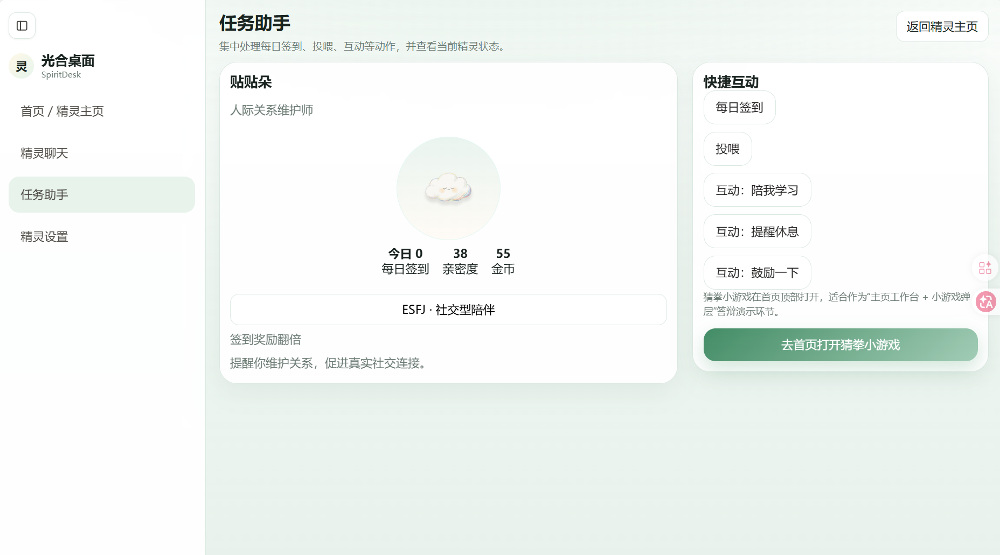 灵
光合桌面
SpiritDesk
首页 / 精灵主页
精灵聊天
任务助手
精灵设置
任务助手
集中处理每日签到、投喂、互动等动作，并查看当前精灵状态。
返回精灵主页
贴贴朵
人际关系维护师
今日 0
每日签到
38
亲密度
55
金币
ESFJ · 社交型陪伴
签到奖励翻倍
提醒你维护关系，促进真实社交连接。
快捷互动
每日签到
投喂
互动：陪我学习
互动：提醒休息
互动：鼓励一下
猜拳小游戏在首页顶部打开，适合作为“主页工作台 + 小游戏弹
层”答辩演示环节。
去首页打开猜拳小游戏
A